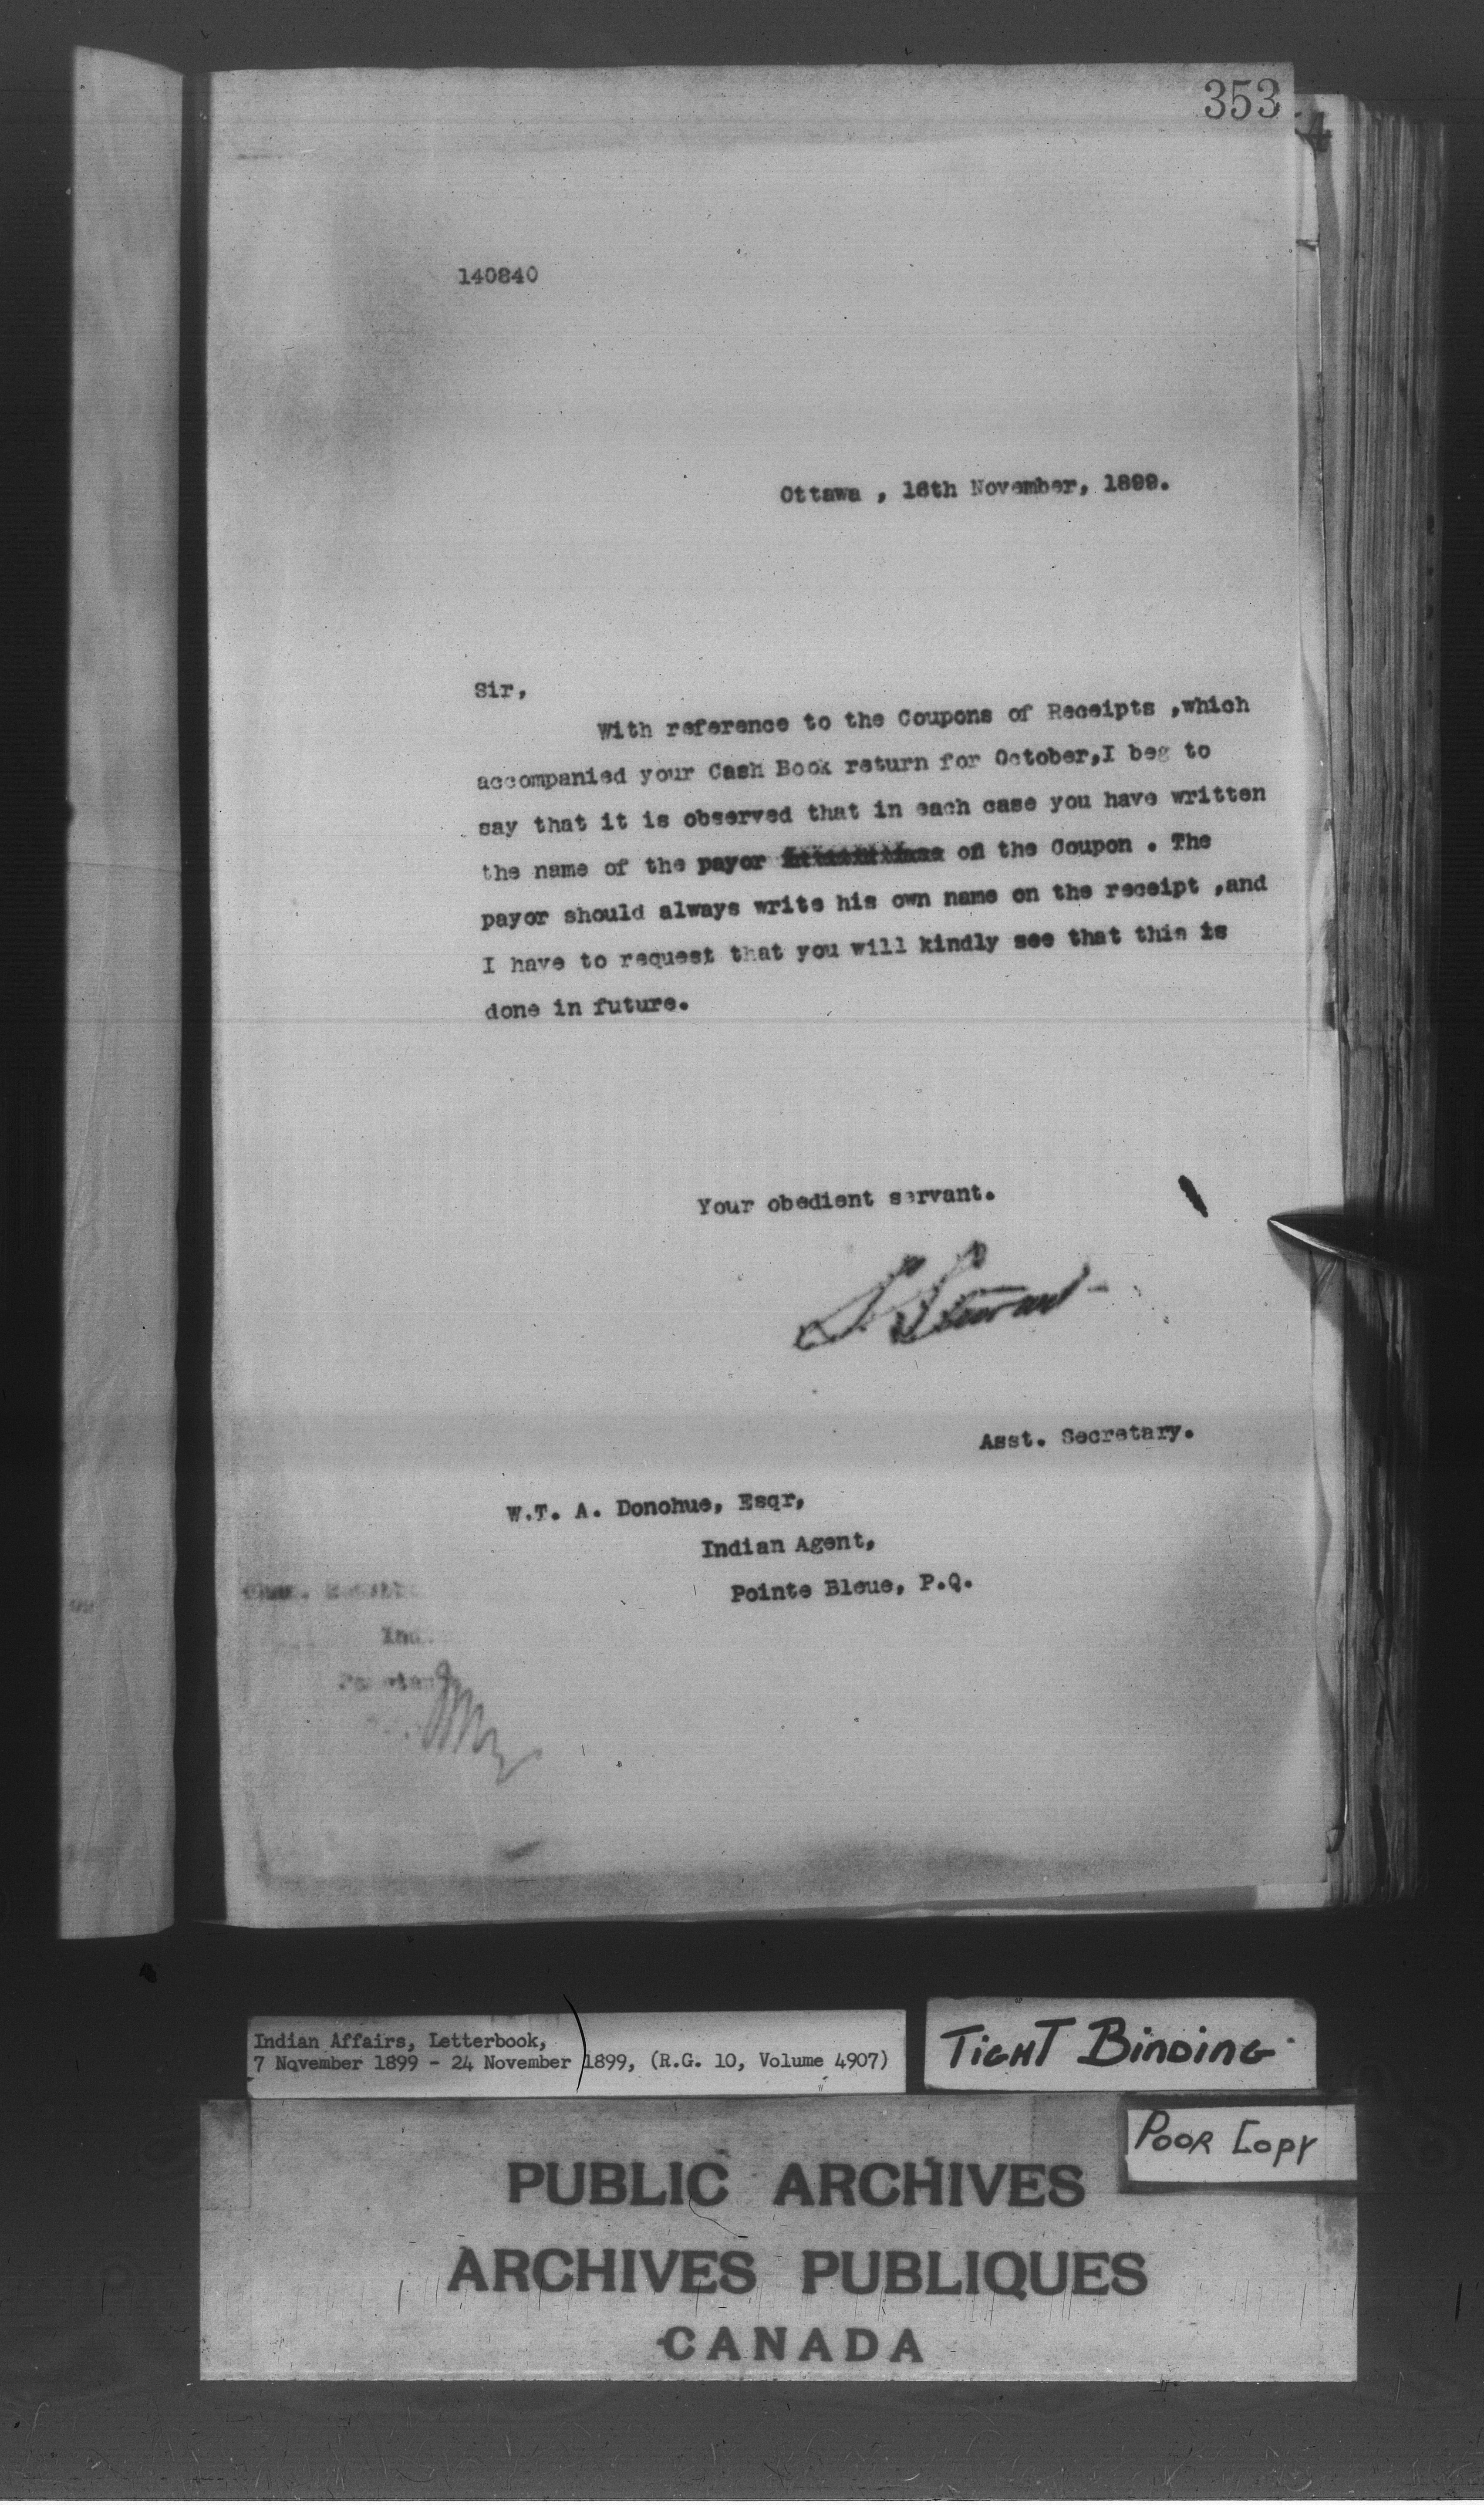 353
4
140840
Ottawa , 16th November, 1899.
Sir,
With reference to the Coupons of Receipts ,which
accompanied your Cash Book return for October,I beg to
say that it is observed that in each case you have written
the name of the payor on the Coupon . The
payor should always write his own name on the receipt ,and
I have to request that you will kindly see that this is
done in future.
Your obedient servant.
S. Stewart
Asst. Secretary.
W.T. A. Donohue, Esqr,
Indian Agent,
Pointe Bleue, P.Q.
Indian Affairs, Letterbook,
7 November 1899 - 24 November 1899, (R.G. 10, Volume 4907)
TIGHT BINDING
POOR COPY
PUBLIC ARCHIVES
ARCHIVES PUBLIQUES
CANADA